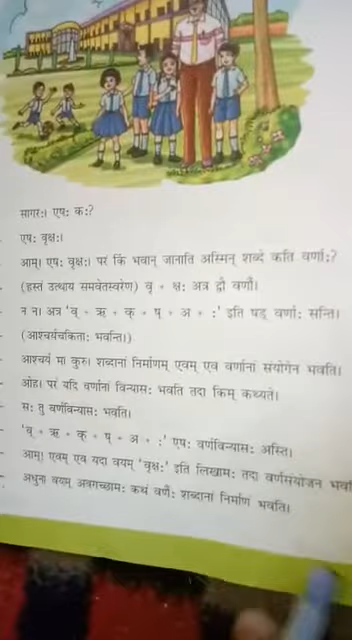 सागरः। एषः कः?
एषः वृक्षः।
आम्। एषः वृक्षः। परं किं भवान् जानाति अस्मिन् शब्दे कति वर्णाः?
(हस्तं उत्थाय समवेतस्वरेण) वृ + क्षः अत्र द्वौ वर्णौ।
न न। अत्र 'व् + ऋ + क् + ष् + अ + :' इति षड् वर्णाः सन्ति।
(आश्चर्यचकिताः भवन्ति।)
आश्चर्यं मा कुरु। शब्दानां निर्माणम् एवम् एव वर्णानां संयोगेन भवति।
ओह। परं यदि वर्णानां विन्यासः भवति तदा किम् कथ्यते।
सः तु वर्णविन्यासः भवति।
'व् + ऋ + क् + ष् + अ + :' एषः वर्णविन्यासः अस्ति।
आम्। एवम् एव यदा वयम् 'वृक्षः' इति लिखामः तदा वर्णसंयोजनं
अधुना वयम् अवगच्छामः कथं वर्णैः शब्दानां निर्माणं भवति।